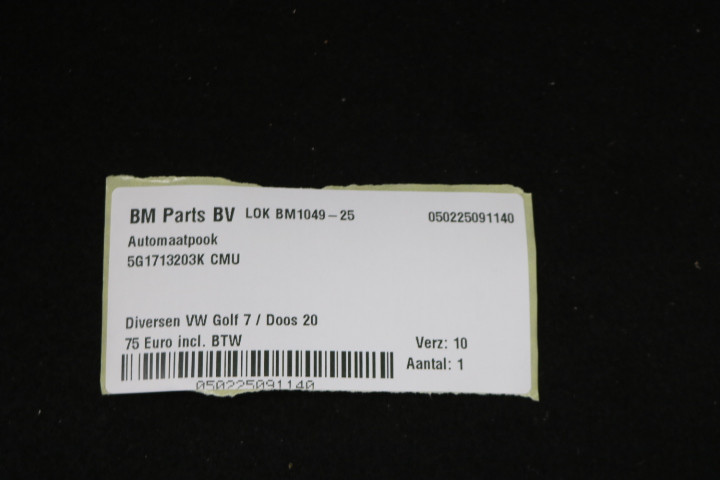 BM Parts BV LOK BM1049-25 050225091140
Automaatpook
5G1713203K CMU
Diversen VW Golf 7 / Doos 20
75 Euro incl. BTW Verz: 10
Aantal: 1
050225091140